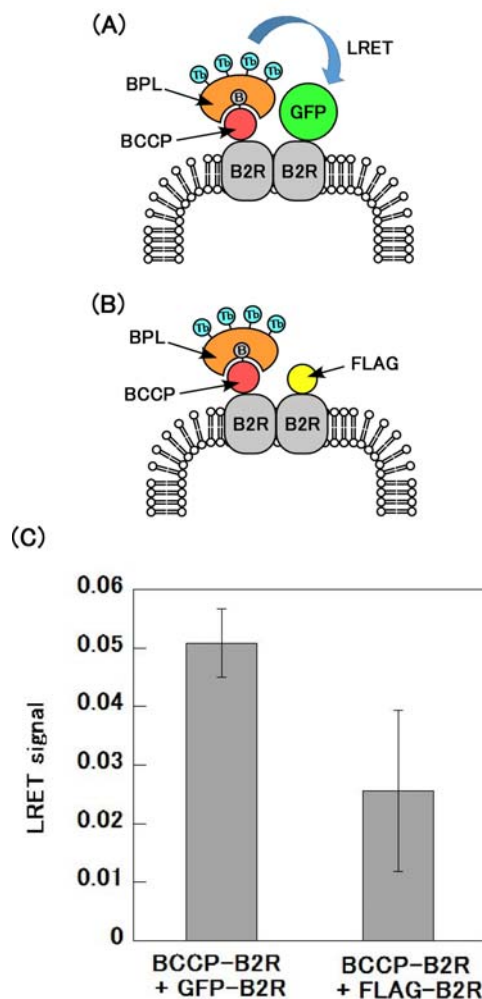 (A)
Tb Tb Tb Tb
LRET
BPL
B
GFP
BCCP
B2R B2R
(B)
Tb Tb Tb Tb
BPL
B
FLAG
BCCP
B2R B2R
(C)
0.06
0.05
0.04
0.03
0.02
0.01
0
LRET signal
BCCP-B2R
+ GFP-B2R
BCCP-B2R
+ FLAG-B2R